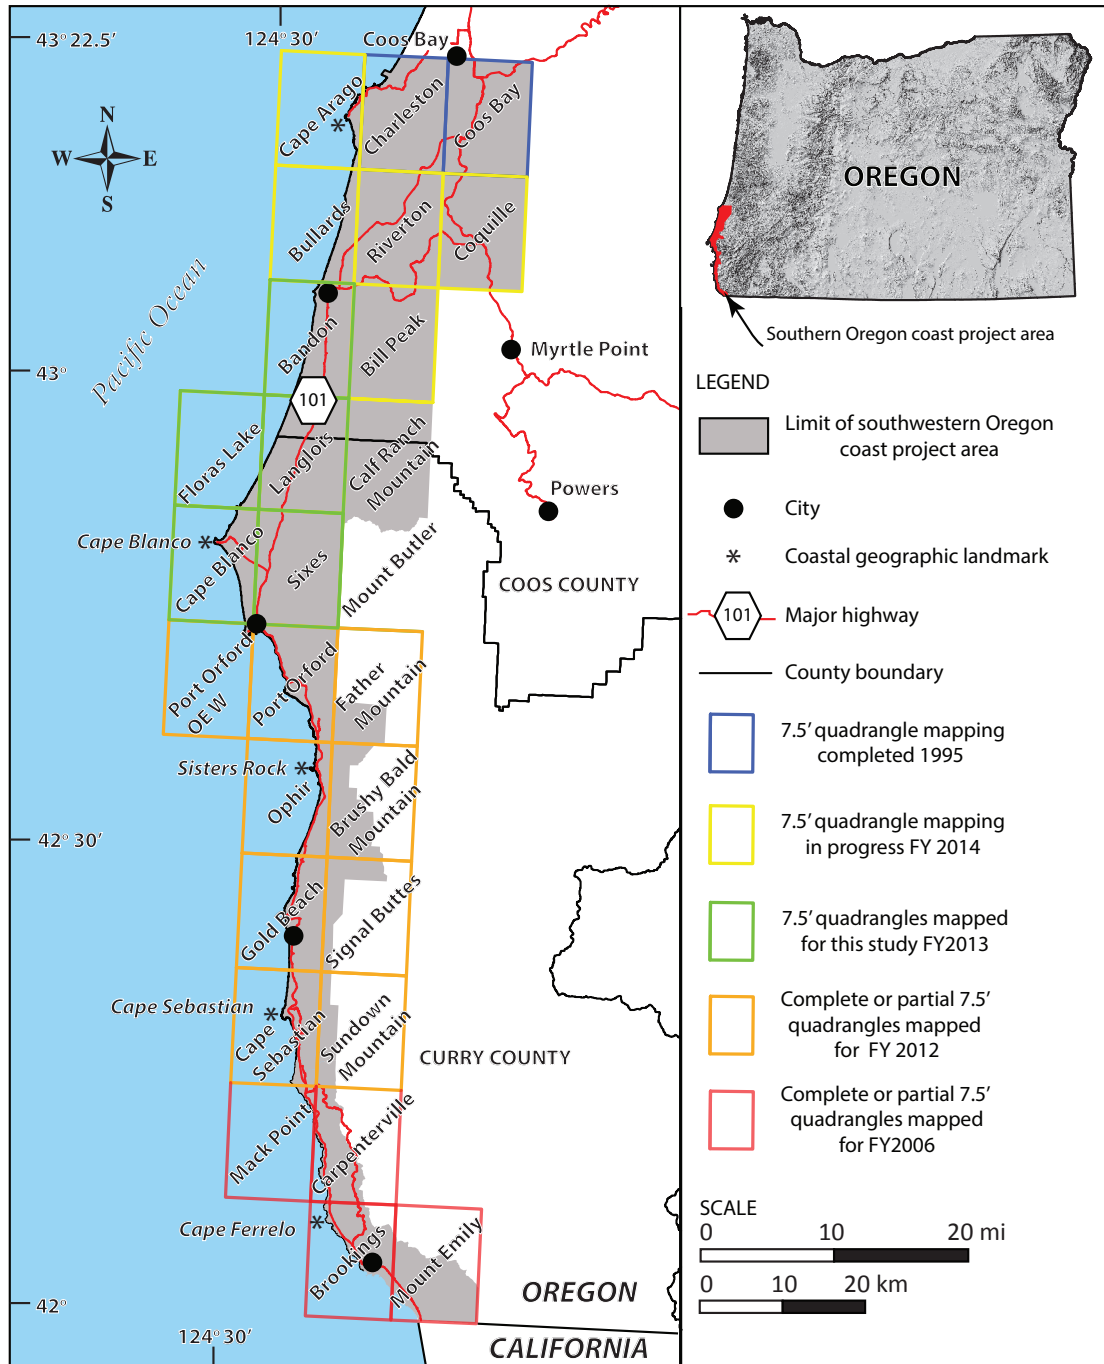 43° 22.5′
124° 30′
Coos Bay
Cape Arago
Charleston
Coos Bay
N
W
E
S
Bullards
Riverton
Coquille
Pacific Ocean
Bandon
Bill Peak
Myrtle Point
43°
101
Floras Lake
Langlois
Calf Ranch
Mountain
Powers
Cape Blanco
Cape Blanco
Sixes
Mount Butler
COOS COUNTY
Port Orford
OE W
Port Orford
Father
Mountain
Sisters Rock
Ophir
Brushy Bald
Mountain
42° 30′
Gold Beach
Signal Buttes
Cape Sebastian
Cape
Sebastian
Sundown
Mountain
CURRY COUNTY
Mack Point
Carpenterville
Cape Ferrelo
Brookings
Mount Emily
42°
OREGON
CALIFORNIA
124° 30′
OREGON
Southern Oregon coast project area
LEGEND
Limit of southwestern Oregon
coast project area
City
Coastal geographic landmark
101
Major highway
County boundary
7.5′ quadrangle mapping
completed 1995
7.5′ quadrangle mapping
in progress FY 2014
7.5′ quadrangles mapped
for this study FY2013
Complete or partial 7.5′
quadrangles mapped
for FY 2012
Complete or partial 7.5′
quadrangles mapped
for FY2006
SCALE
0 10 20 mi
0 10 20 km